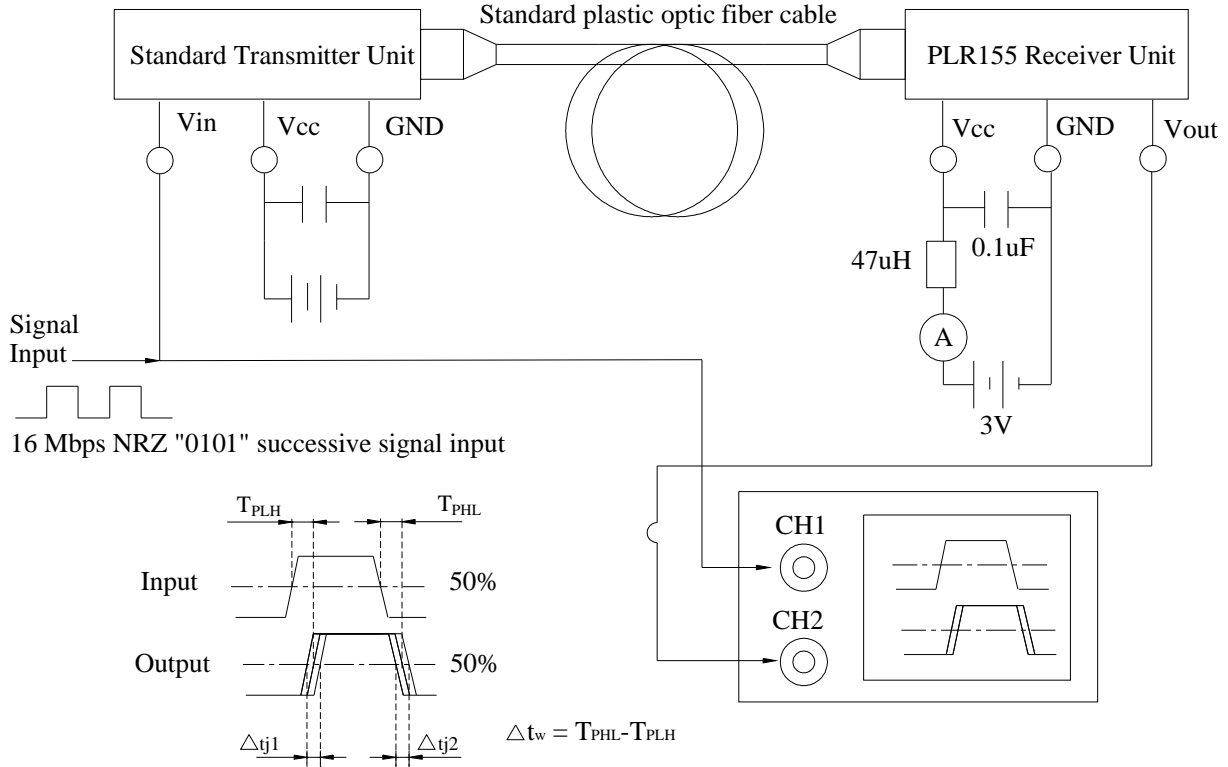 Standard plastic optic fiber cable
Standard Transmitter Unit
PLR155 Receiver Unit
Vin
Vcc
GND
Vcc
GND
Vout
47uH
0.1uF
A
3V
Signal
Input
16 Mbps NRZ "0101" successive signal input
TPLH
TPHL
Input
50%
Output
50%
△tj1
△tj2
△tw = TPHL-TPLH
CH1
CH2